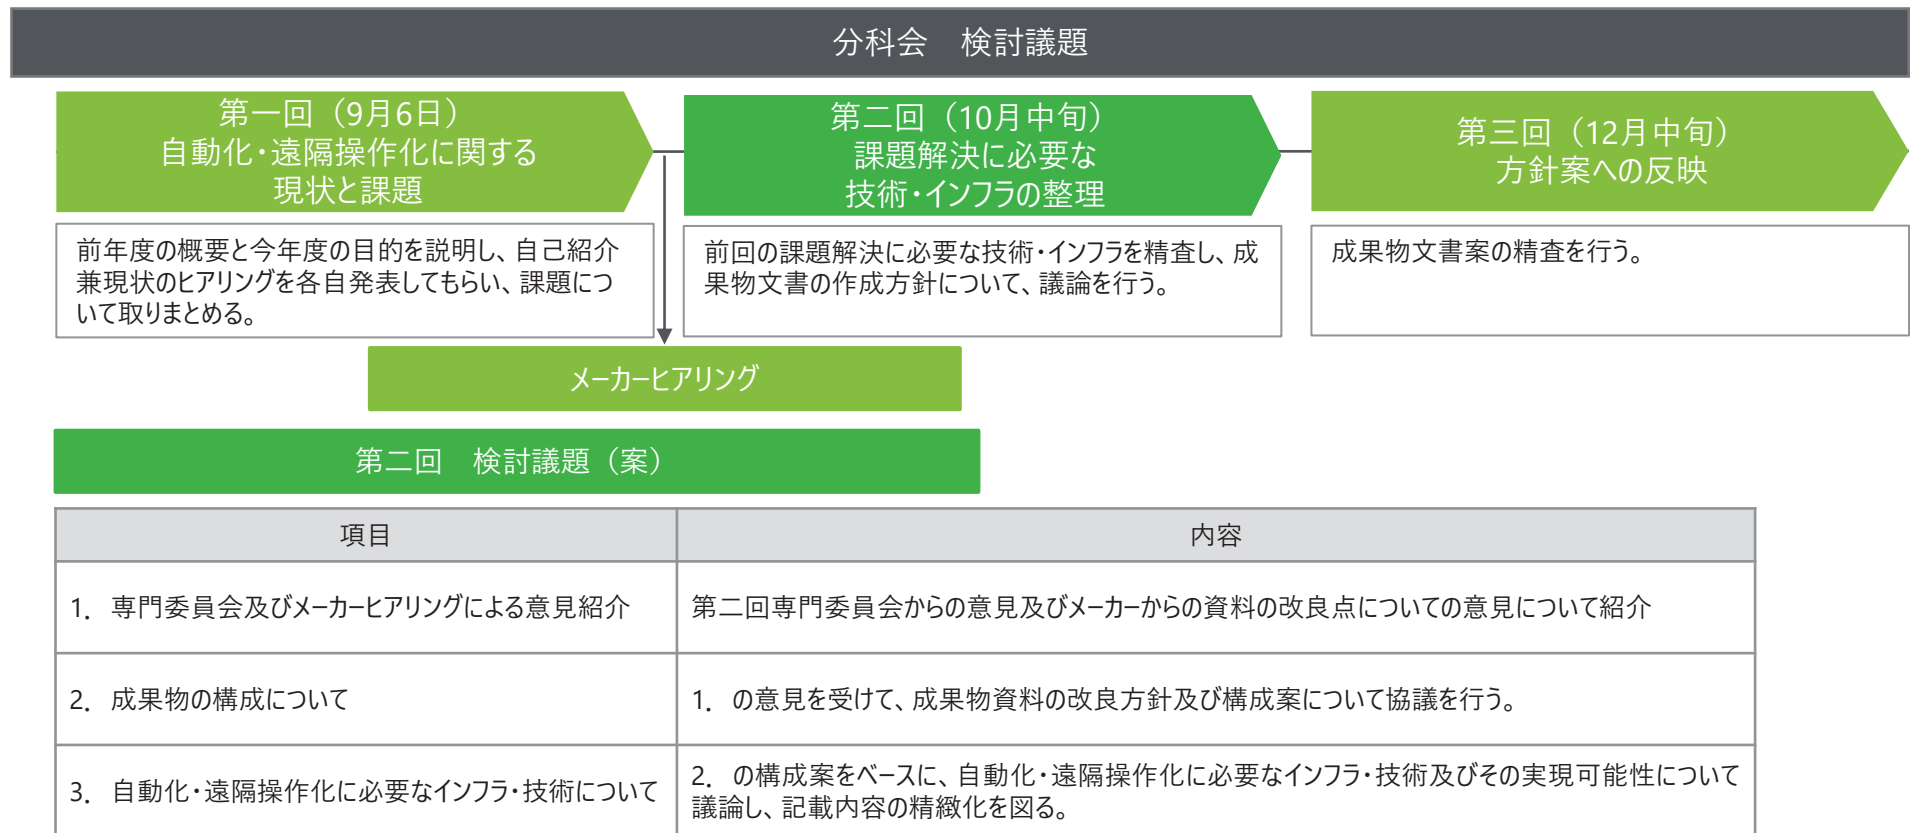 分科会　検討議題
第一回（9月6日）
自動化・遠隔操作化に関する
現状と課題
第二回（10月中旬）
課題解決に必要な
技術・インフラの整理
第三回（12月中旬）
方針案への反映
前年度の概要と今年度の目的を説明し、自己紹介
兼現状のヒアリングを各自発表してもらい、課題につ
いて取りまとめる。
前回の課題解決に必要な技術・インフラを精査し、成
果物文書の作成方針について、議論を行う。
成果物文書案の精査を行う。
メーカーヒアリング
第二回　検討議題（案）
項目
内容
1．専門委員会及びメーカーヒアリングによる意見紹介
第二回専門委員会からの意見及びメーカーからの資料の改良点についての意見について紹介
2．成果物の構成について
1．の意見を受けて、成果物資料の改良方針及び構成案について協議を行う。
3．自動化・遠隔操作化に必要なインフラ・技術について
2．の構成案をベースに、自動化・遠隔操作化に必要なインフラ・技術及びその実現可能性について
議論し、記載内容の精緻化を図る。